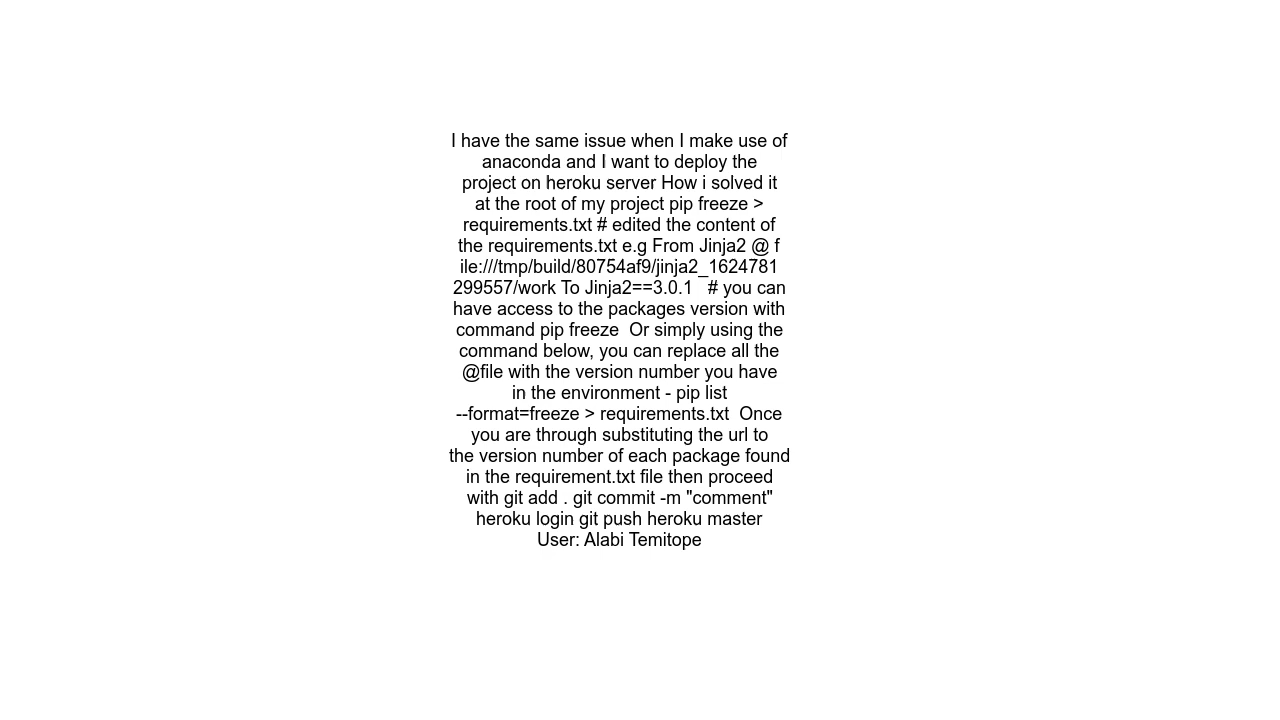 I have the same issue when I make use of
anaconda and I want to deploy the
project on heroku server How i solved it
at the root of my project pip freeze >
requirements.txt # edited the content of
the requirements.txt e.g From Jinja2 @ f
ile:///tmp/build/80754af9/jinja2_1624781
299557/work To Jinja2==3.0.1   # you can
have access to the packages version with
command pip freeze  Or simply using the
command below, you can replace all the
@file with the version number you have
in the environment - pip list
--format=freeze > requirements.txt  Once
you are through substituting the url to
the version number of each package found
in the requirement.txt file then proceed
with git add . git commit -m "comment"
heroku login git push heroku master
User: Alabi Temitope